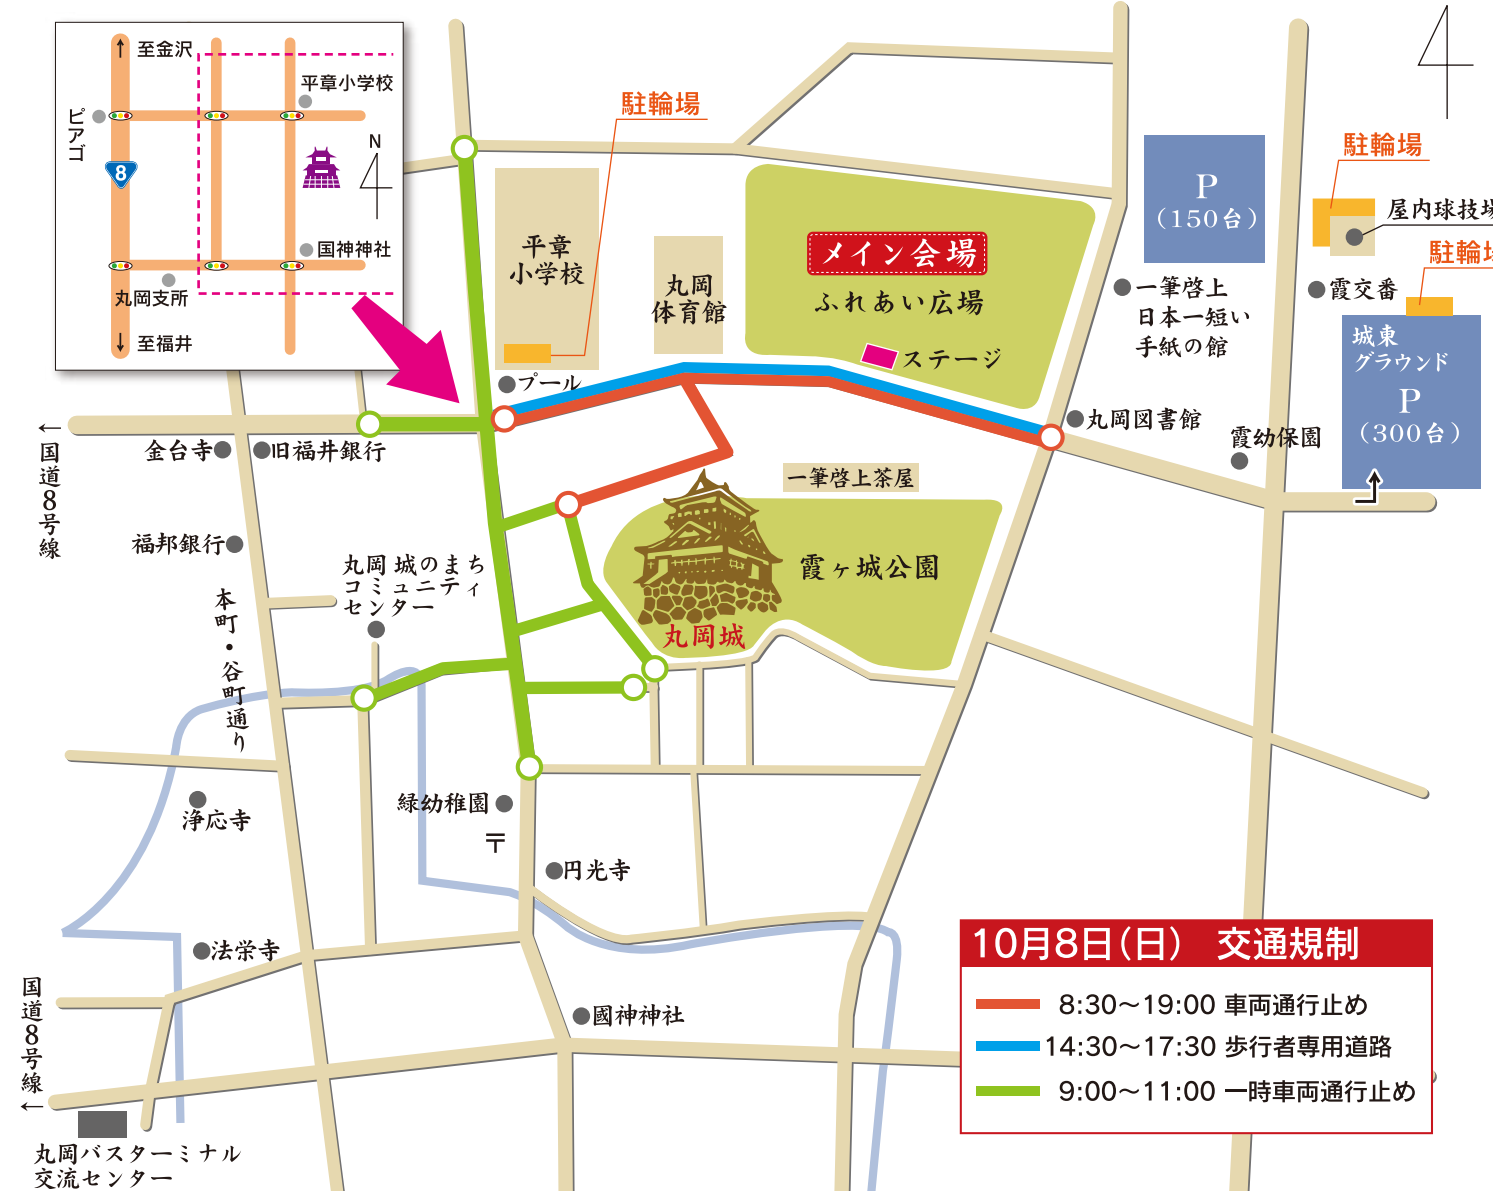 至金沢
平章小学校
ピアゴ
8
N
国神神社
丸岡支所
至福井
駐輪場
平章
小学校
丸岡
体育館
メイン会場
ふれあい広場
ステージ
プール
P
(150台)
駐輪場
屋内球技場
駐輪場
霞交番
一筆啓上
日本一短い
手紙の館
城東
グラウンド
P
(300台)
丸岡図書館
霞幼保園
←国道8号線
金台寺
旧福井銀行
一筆啓上茶屋
霞ヶ城公園
丸岡城
福邦銀行
丸岡 城のまち
コミュニティ
センター
本町・谷町通り
緑幼稚園
〒
浄応寺
円光寺
法栄寺
國神神社
国道8号線←
丸岡バスターミナル
交流センター
10月8日(日) 交通規制
8:30〜19:00 車両通行止め
14:30〜17:30 歩行者専用道路
9:00〜11:00 一時車両通行止め